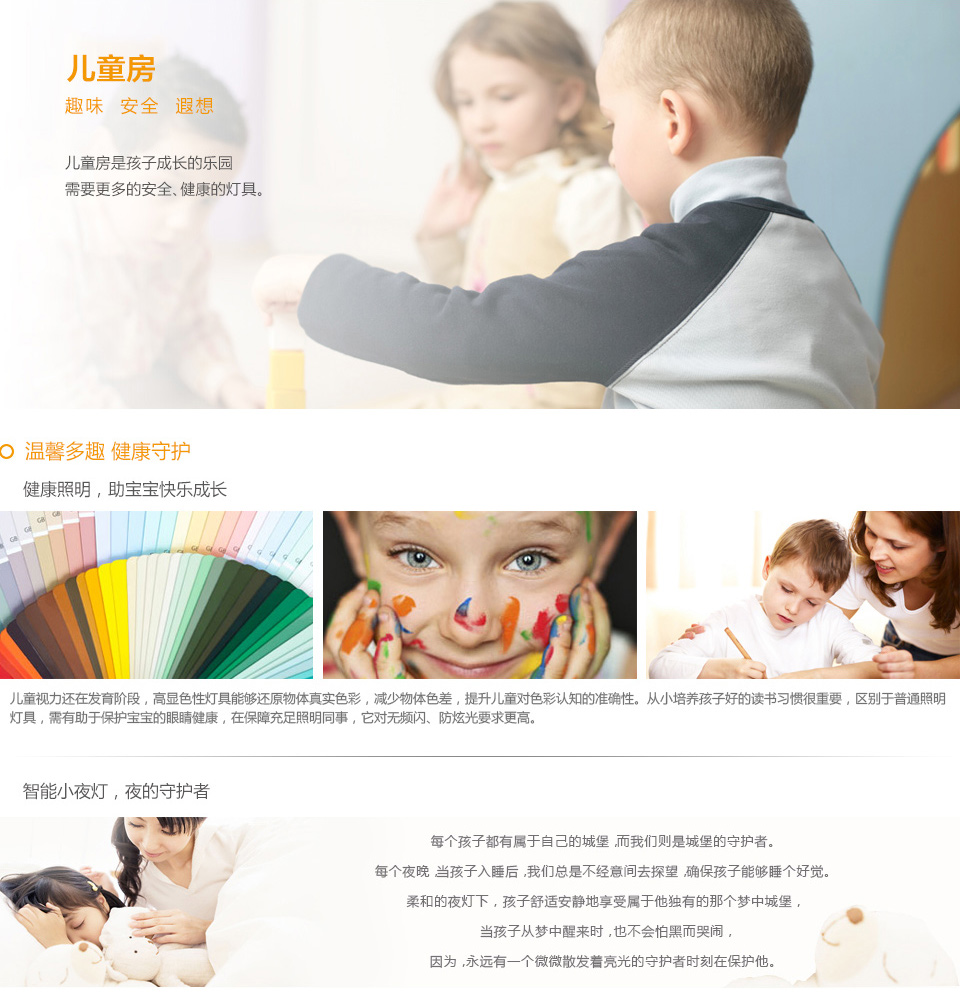 儿童房
趣味 安全 遐想
儿童房是孩子成长的乐园
需要更多的安全、健康的灯具。
温馨多趣 健康守护
健康照明，助宝宝快乐成长
儿童视力还在发育阶段，高显色性灯具能够还原物体真实色彩，减少物体色差，提升儿童对色彩认知的准确性。从小培养孩子好的读书习惯很重要，区别于普通照明
灯具，需有助于保护宝宝的眼睛健康，在保障充足照明同事，它对无频闪、防炫光要求更高。
智能小夜灯，夜的守护者
每个孩子都有属于自己的城堡，而我们则是城堡的守护者。
每个夜晚，当孩子入睡后，我们总是不经意间去探望，确保孩子能够睡个好觉。
柔和的夜灯下，孩子舒适安静地享受属于他独有的那个梦中城堡，
当孩子从梦中醒来时，也不会怕黑而哭闹，
因为，永远有一个微微散发着亮光的守护者时刻在保护他。